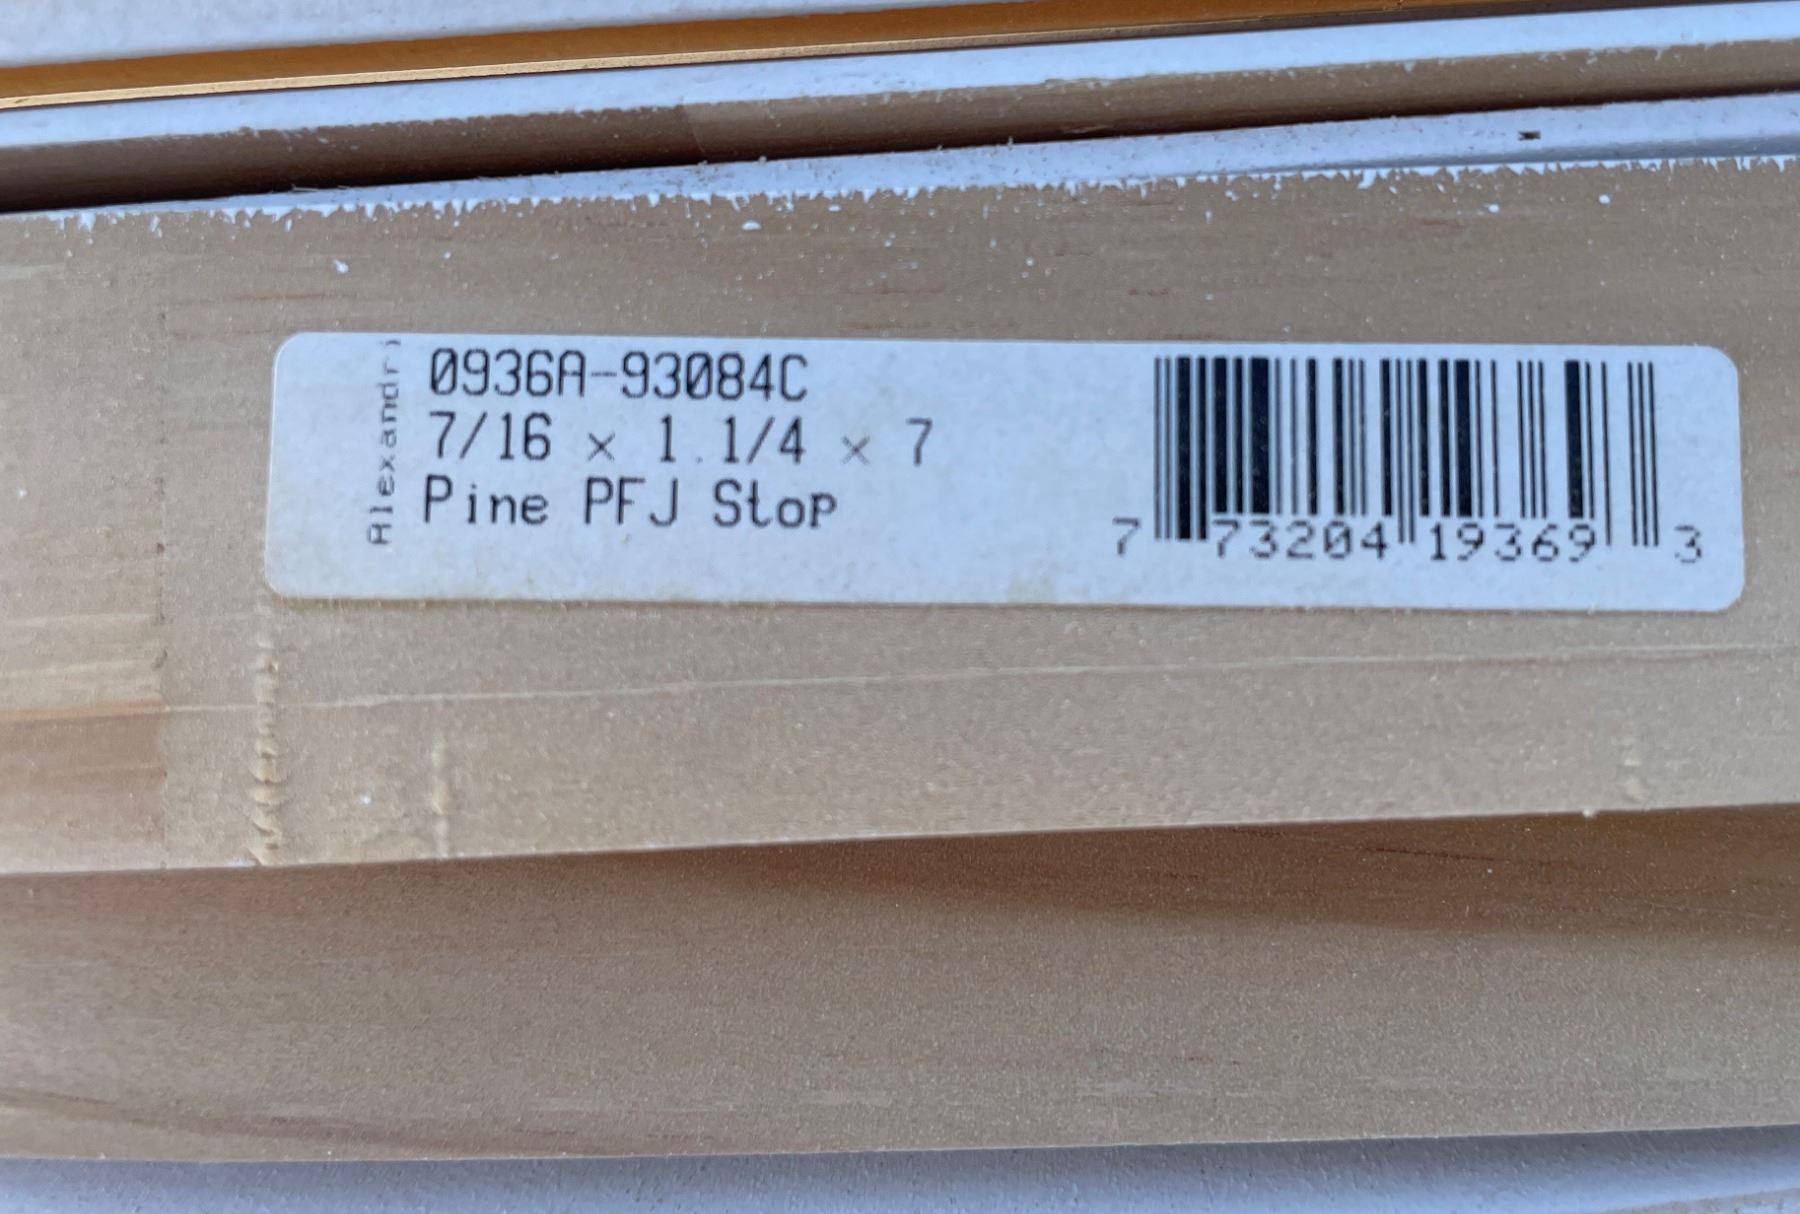 Alexandri
0936A-93084C
7/16 x 1 1/4 x 7
Pine PFJ Stop
7 73204 19369 3